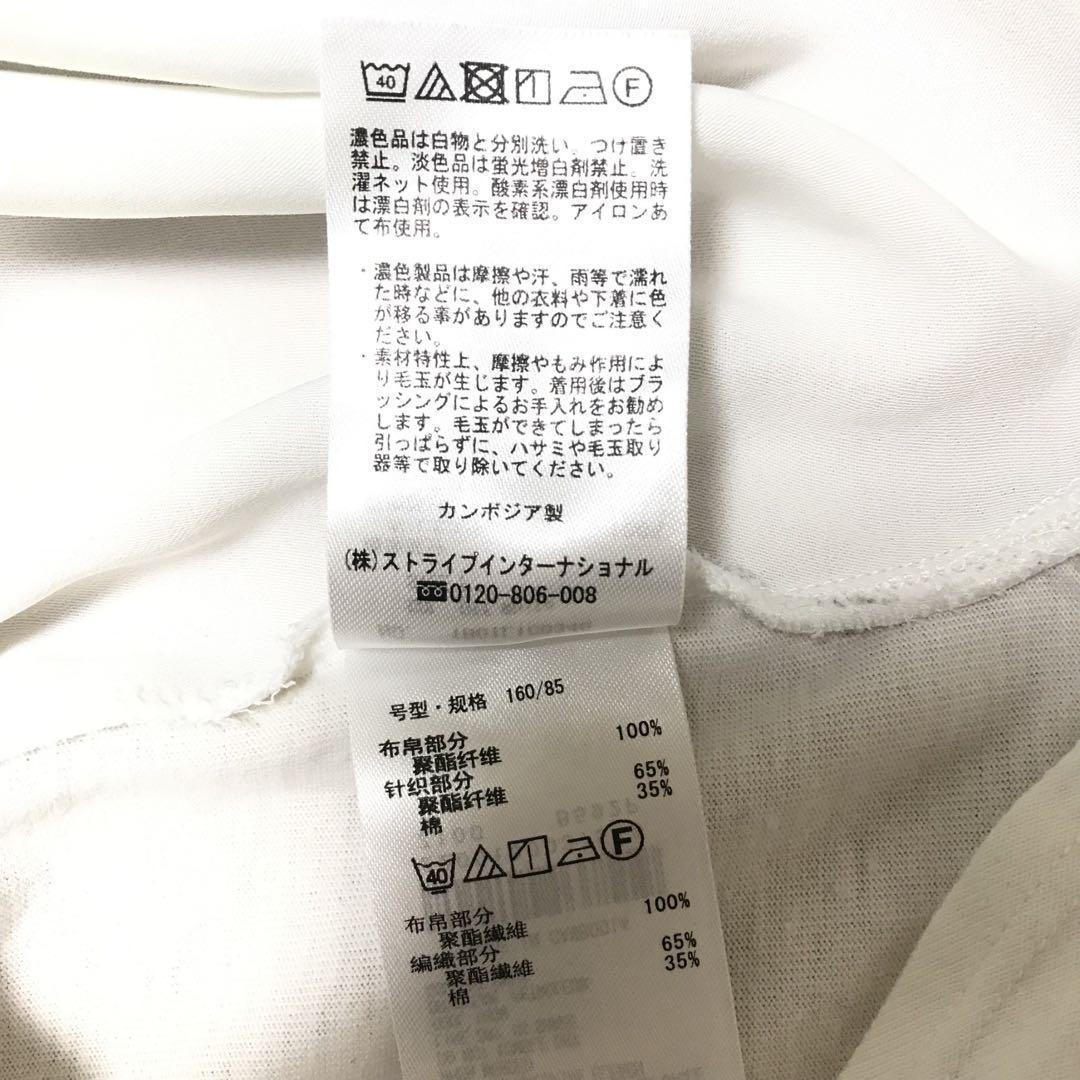 40
F
濃色品は白物と分別洗い。つけ置き
禁止。淡色品は蛍光増白剤禁止。洗
濯ネット使用。酸素系漂白剤使用時
は漂白剤の表示を確認。アイロンあ
て布使用。
・濃色製品は摩擦や汗、雨等で濡れ
た時などに、他の衣料や下着に色
が移る事がありますのでご注意く
ださい。
・素材特性上、摩擦やもみ作用によ
り毛玉が生じます。着用後はブラ
ッシングによるお手入れをお勧め
します。毛玉ができてしまったら
引っぱらずに、ハサミや毛玉取り
器等で取り除いてください。
カンボジア製
(株)ストライプインターナショナル
0120-806-008
号型・规格 160/85
布帛部分
聚酯纤维 100%
针织部分
聚酯纤维 65%
棉 35%
40
F
布帛部分
聚酯纖維 100%
編織部分
聚酯纖維 65%
棉 35%